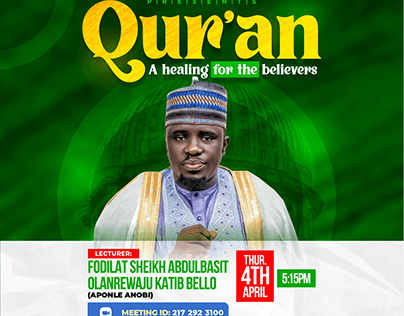 P|R|E|S|E|N|T|S
Qur'an
A healing for the believers
LECTURER:
FODILAT SHEIKH ABDULBASIT
OLANREWAJU KATIB BELLO
(APONLE ANOBI)
THUR.
4TH
APRIL
5:15PM
MEETING ID: 217 292 3100